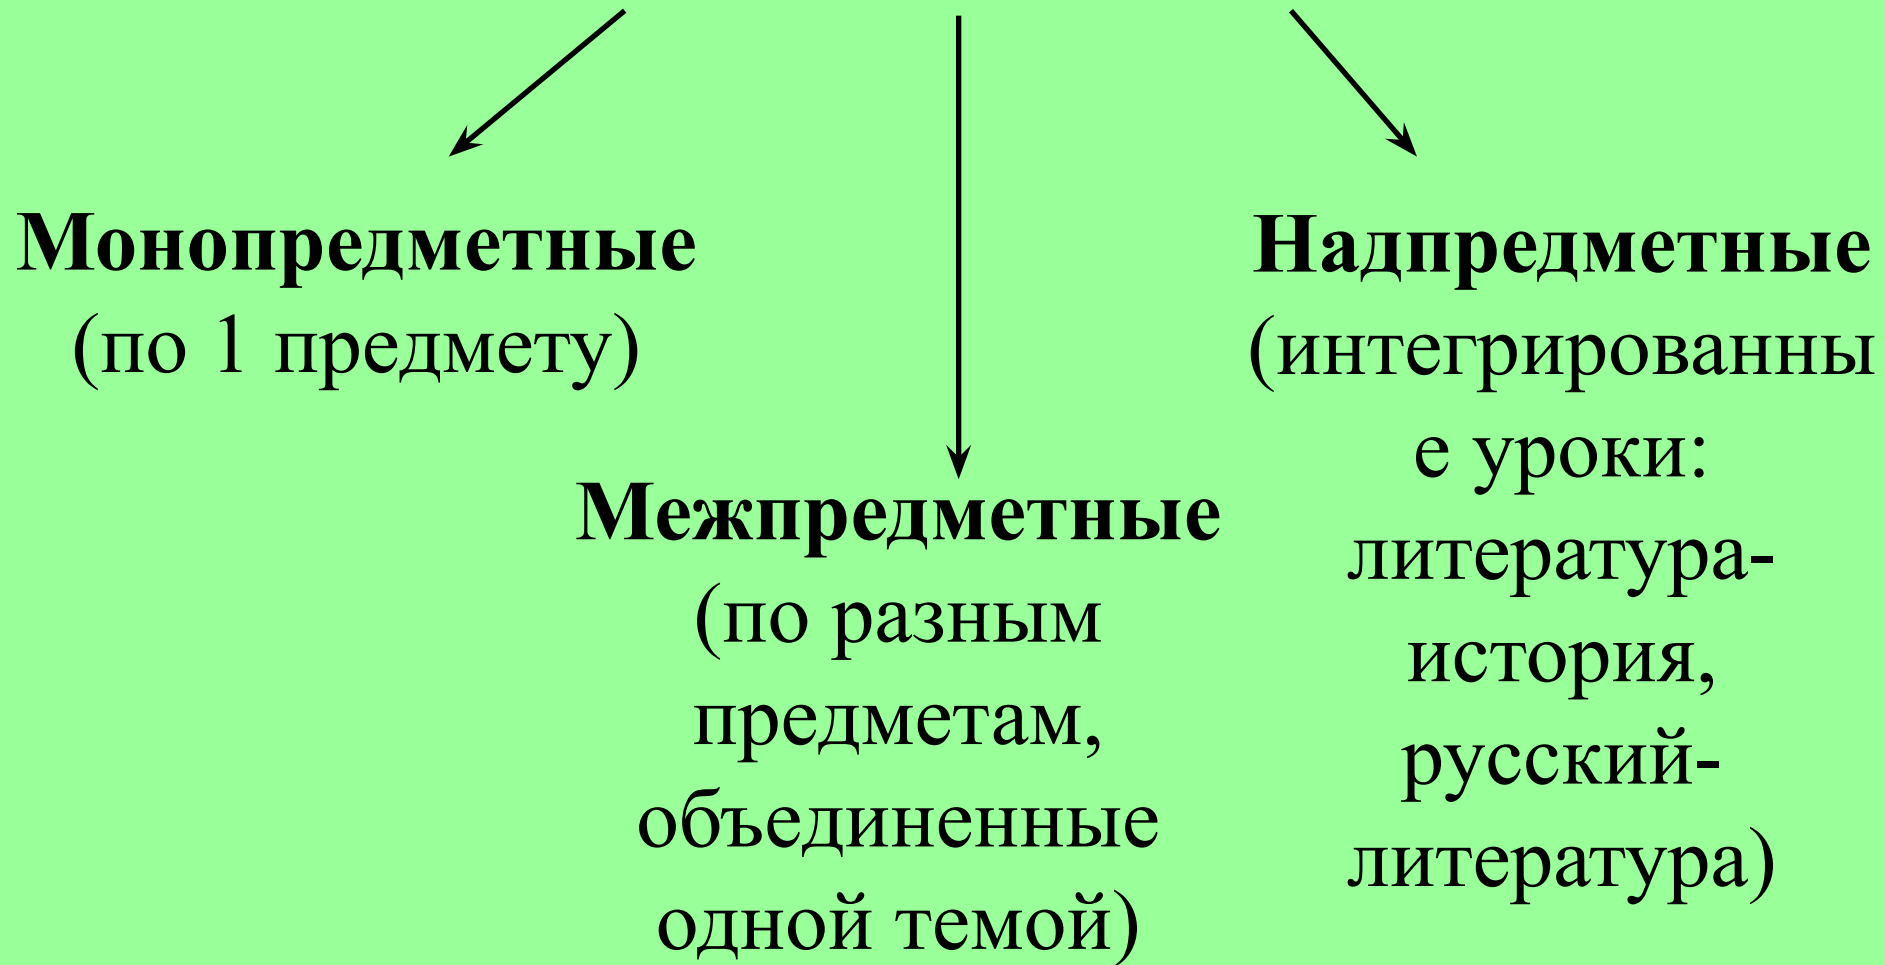 Монопредметные
(по 1 предмету)
Межпредметные
(по разным
предметам,
объединенные
одной темой)
Надпредметные
(интегрированны
е уроки:
литература-
история,
русский-
литература)